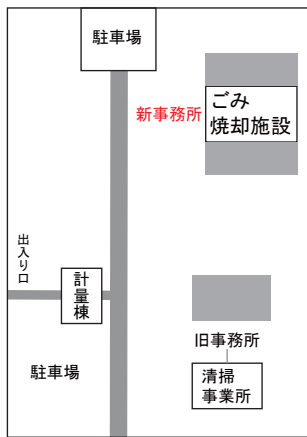 駐車場
新事務所
ごみ
焼却施設
出入り口
計量棟
旧事務所
駐車場
清掃
事業所